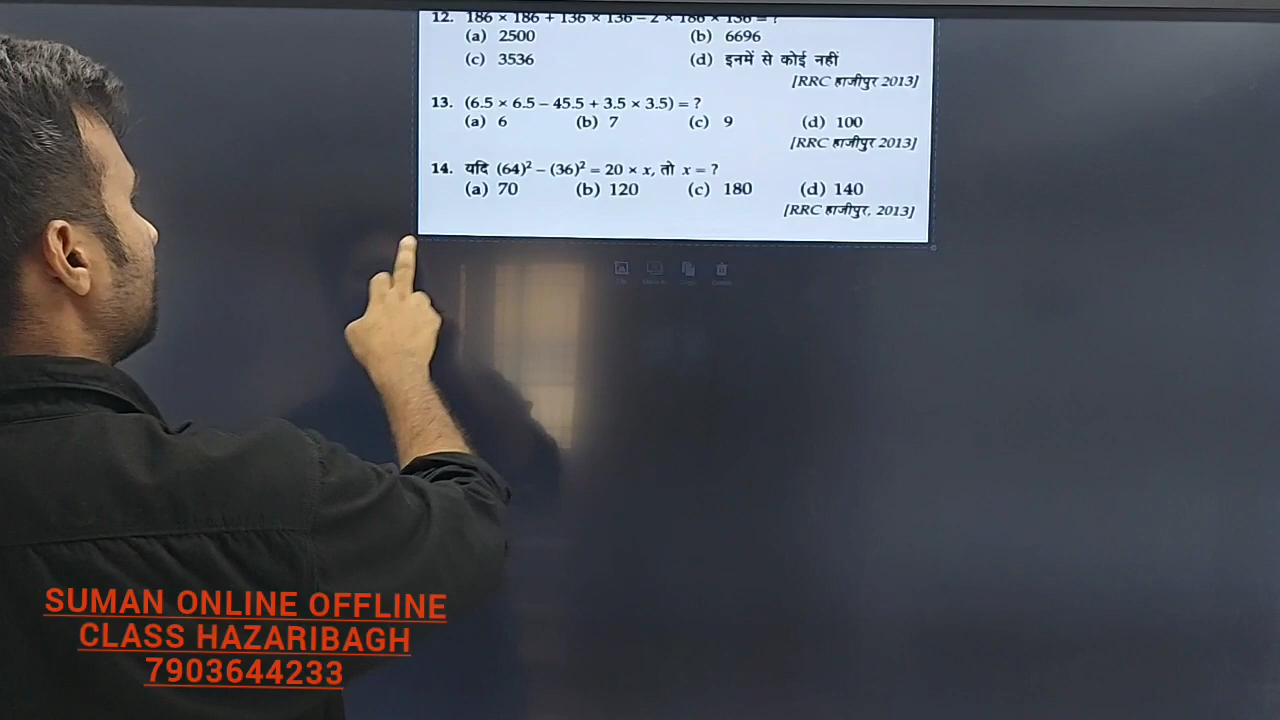 12. 186 × 186 + 136 × 136 – 2 × 186 × 136 = ?
(a) 2500 (b) 6696
(c) 3536 (d) इनमें से कोई नहीं
[RRC हाजीपुर 2013]
13. (6.5 × 6.5 – 45.5 + 3.5 × 3.5) = ?
(a) 6 (b) 7 (c) 9 (d) 100
[RRC हाजीपुर 2013]
14. यदि (64)² – (36)² = 20 × x, तो x = ?
(a) 70 (b) 120 (c) 180 (d) 140
[RRC हाजीपुर, 2013]
SUMAN ONLINE OFFLINE
CLASS HAZARIBAGH
7903644233